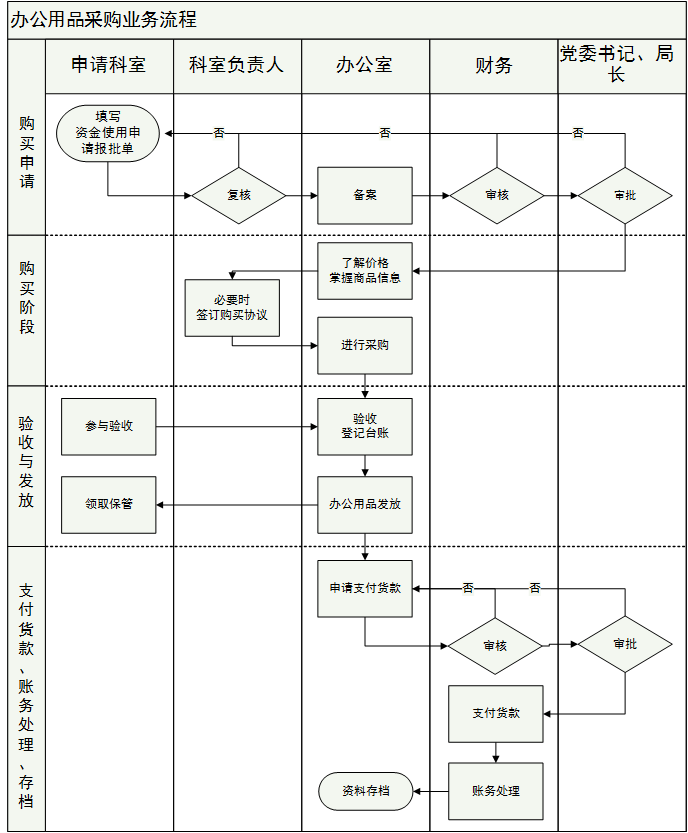 办公用品采购业务流程
申请科室
科室负责人
办公室
财务
党委书记、局
长
购买申请
填写
资金使用申
请报批单
否
否
否
复核
备案
审核
审批
购买阶段
了解价格
掌握商品信息
必要时
签订购买协议
进行采购
验收与发放
参与验收
验收
登记台账
领取保管
办公用品发放
支付货款、账务处理、存档
申请支付货款
否
否
审核
审批
支付货款
资料存档
账务处理